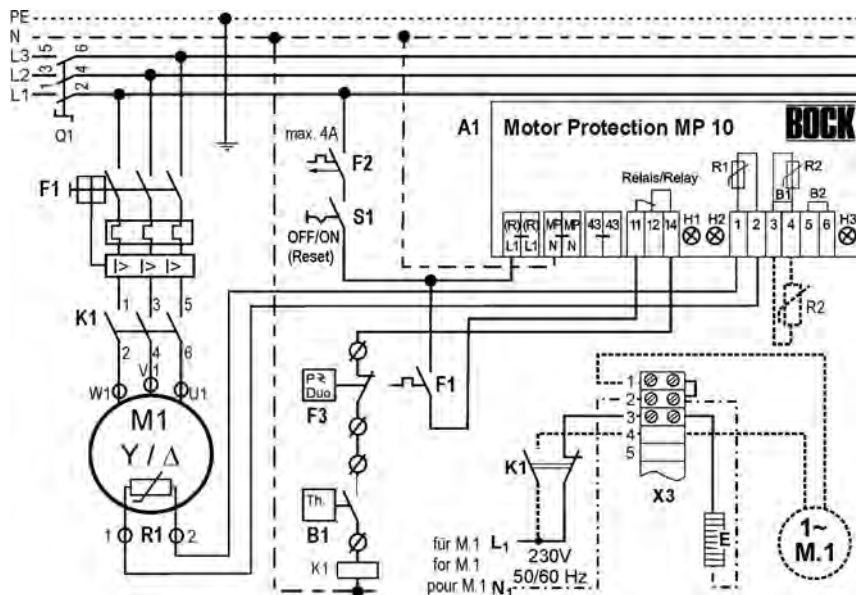 PE
N
L3 5 6
L2 3 4
L1 1 2
Q1
max. 4A
F2
S1
OFF/ON
(Reset)
A1 Motor Protection MP 10 BOCK
Relais/Relay
R1
R2
B1
B2
(R) (R) MP MP 43 43 11 12 14 H1 H2 1 2 3 4 5 6 H3
L1 L1 N N
F1
I> I> I>
1 3 5
K1
2 4 6
W1 V1 U1
M1
Y / Δ
1 R1 2
P
Duo
F3
F1
Th.
B1
K1
R2
1
2
3
4
5
X3
K1
E
1~
M.1
für M.1 L1
for M.1 230V
50/60 Hz
pour M.1 N1